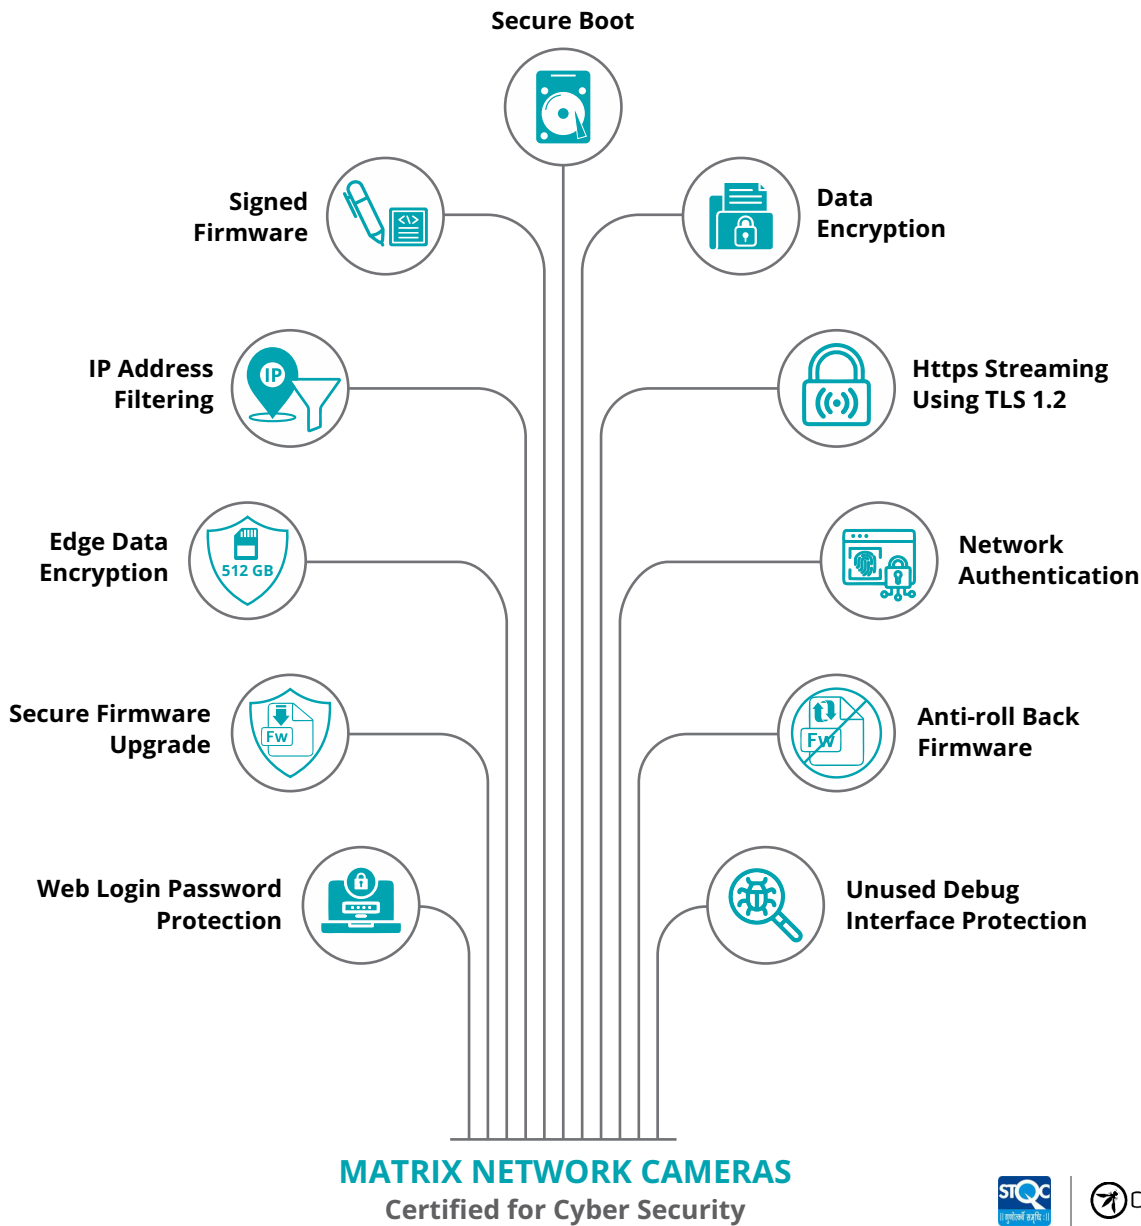 Secure Boot
Signed
Firmware
Data
Encryption
IP Address
Filtering
IP
Https Streaming
Using TLS 1.2
Edge Data
Encryption
512 GB
Network
Authentication
Secure Firmware
Upgrade
Fw
Fw
Anti-roll Back
Firmware
Web Login Password
Protection
Unused Debug
Interface Protection
MATRIX NETWORK CAMERAS
Certified for Cyber Security
STQC